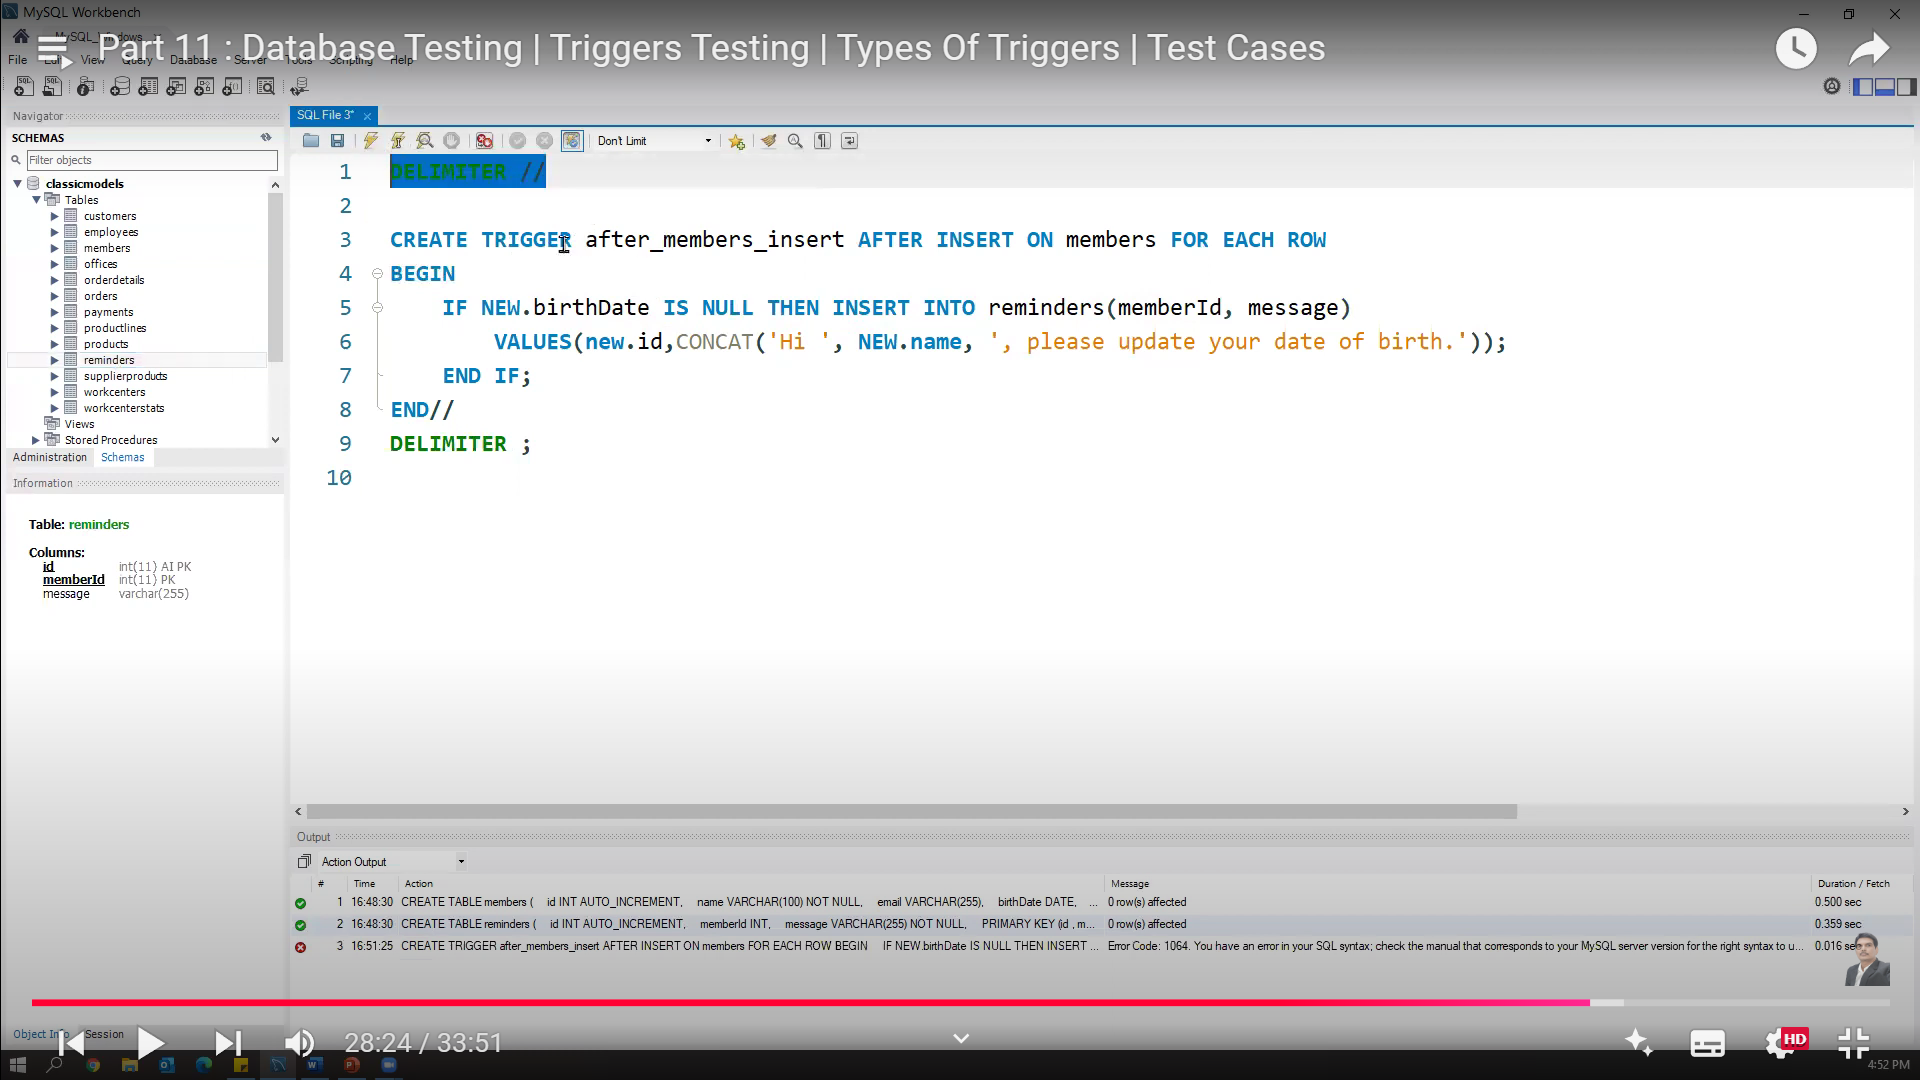 MySQL Workbench
MySQL_Windows
Part 11 : Database Testing | Triggers Testing | Types Of Triggers | Test Cases
File View Query Database Server Tools Scripting Help
Navigator
SCHEMAS
Filter objects
classicmodels
Tables
customers
employees
members
offices
orderdetails
orders
payments
productlines
products
reminders
supplierproducts
workcenters
workcenterstats
Views
Stored Procedures
Administration Schemas
Information
Table: reminders
Columns:
id int(11) AI PK
memberId int(11) PK
message varchar(255)
SQL File 3*
Don't Limit
1 DELIMITER //
2
3 CREATE TRIGGER after_members_insert AFTER INSERT ON members FOR EACH ROW
4 BEGIN
5 IF NEW.birthDate IS NULL THEN INSERT INTO reminders(memberId, message)
6 VALUES(new.id,CONCAT('Hi ', NEW.name, ', please update your date of birth.'));
7 END IF;
8 END//
9 DELIMITER ;
10
Output
Action Output
# Time Action Message Duration / Fetch
1 16:48:30 CREATE TABLE members ( id INT AUTO_INCREMENT, name VARCHAR(100) NOT NULL, email VARCHAR(255), birthDate DATE, ... 0 row(s) affected 0.500 sec
2 16:48:30 CREATE TABLE reminders ( id INT AUTO_INCREMENT, memberId INT, message VARCHAR(255) NOT NULL, PRIMARY KEY (id , m... 0 row(s) affected 0.359 sec
3 16:51:25 CREATE TRIGGER after_members_insert AFTER INSERT ON members FOR EACH ROW BEGIN IF NEW.birthDate IS NULL THEN INSERT ... Error Code: 1064. You have an error in your SQL syntax; check the manual that corresponds to your MySQL server version for the right syntax to u... 0.016 sec
Object Info Session
28:24 / 33:51
HD
4:52 PM